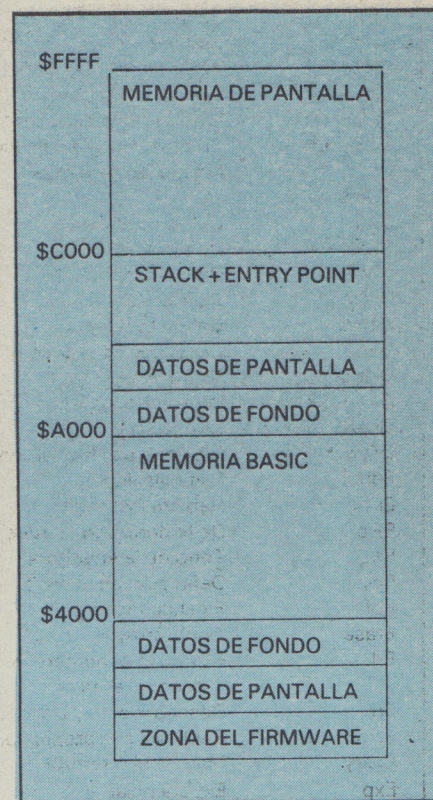 $FFFF
MEMORIA DE PANTALLA
$C000
STACK + ENTRY POINT
DATOS DE PANTALLA
DATOS DE FONDO
$A000
MEMORIA BASIC
$4000
DATOS DE FONDO
DATOS DE PANTALLA
ZONA DEL FIRMWARE